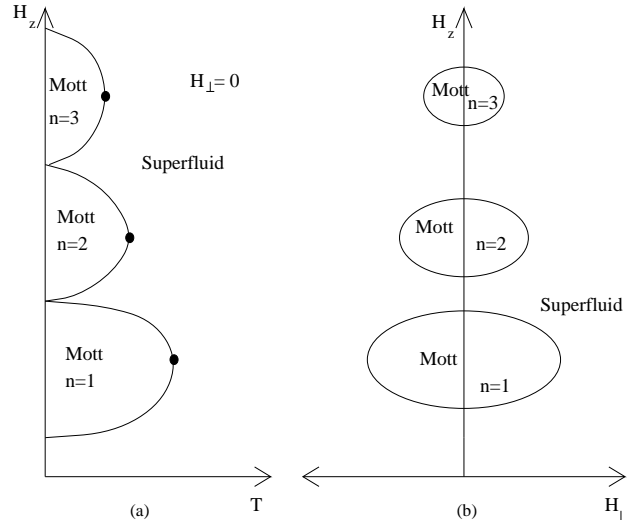 H_z
Mott
n=3
H_⊥= 0
Superfluid
Mott
n=2
Mott
n=1
T
(a)
H_z
Mott
n=3
Mott
n=2
Superfluid
Mott
n=1
H_|
(b)